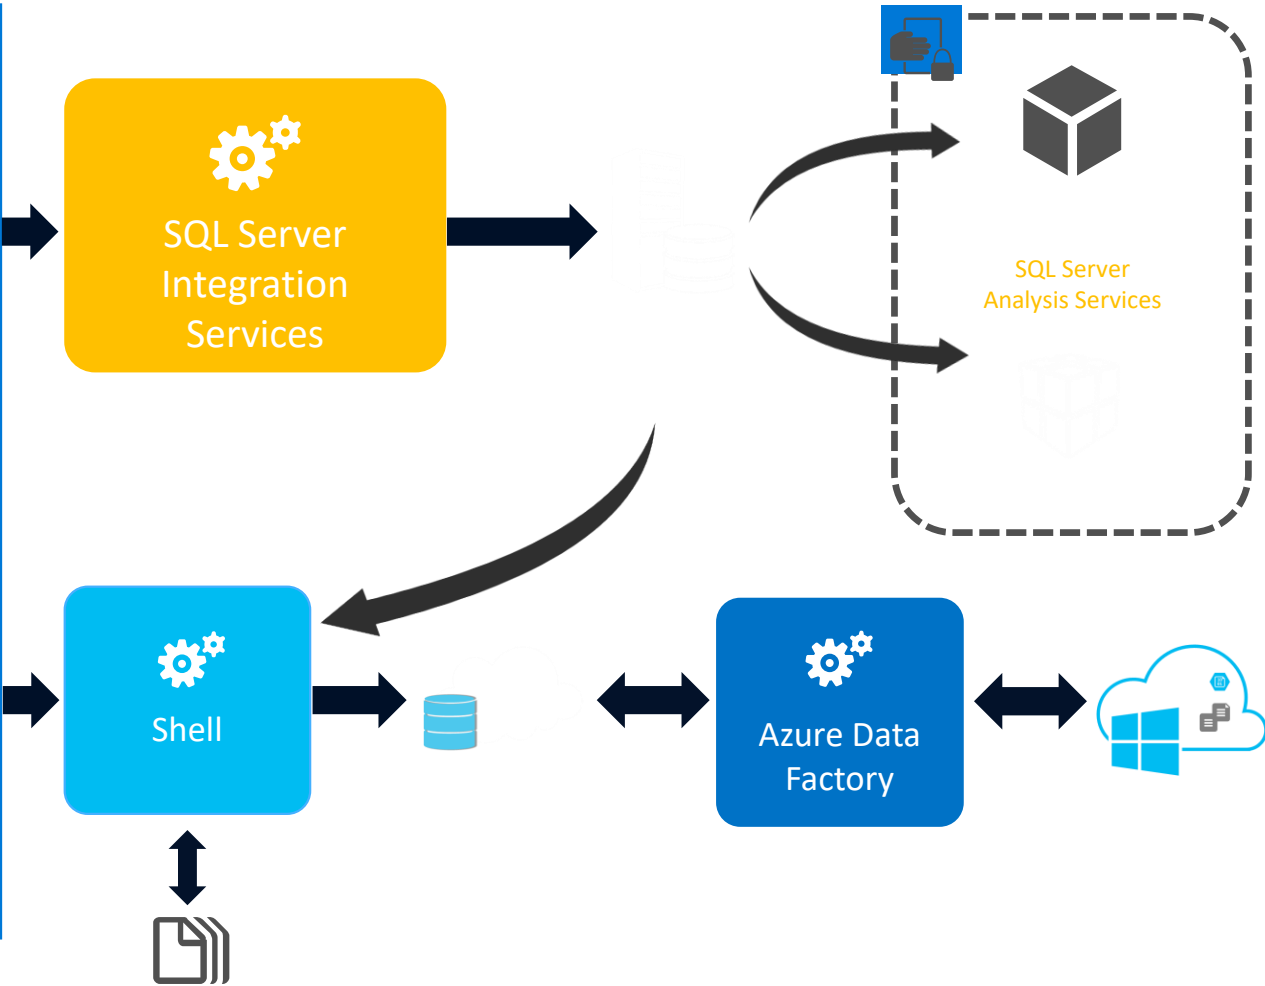 SQL Server
Integration
Services
SQL Server
Analysis Services
Shell
Azure Data
Factory